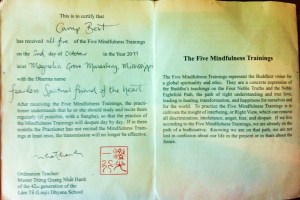 This is to certify that
Camp Best
has received all five of the Five Mindfulness Trainings
on the 2nd day of October in the Year 2011
in Magnolia Grove Monastery, Mississippi
with the Dharma name
Fearless Spiritual Friend of the Heart
After receiving the Five Mindfulness Trainings, the practitioner
understands that he or she should study and recite them
regularly (if possible, with a Sangha), so that the practice of
the Mindfulness Trainings will deepen day by day. If in three
months the Practicioner has not recited the Mindfulness Trainings
at least once, the transmission will no longer be effective.
Ordination Teacher:
Master Thích Nhất Hạnh
of the 42nd generation of the
Lâm Tế (Linji) Dhyana School
The Five Mindfulness Trainings
The Five Mindfulness Trainings represent the Buddhist vision
for a global spirituality and ethic. They are a concrete expression of
the Buddha's teachings on the Four Noble Truths and the Noble
Eightfold Path, the path of right understanding and true love,
leading to healing, transformation, and happiness for ourselves and
for the world. To practice the Five Mindfulness Trainings is to
cultivate the insight of interbeing, or Right View, which can remove
all discrimination, intolerance, anger, fear, and despair. If we live
according to the Five Mindfulness Trainings, we are already on the
path of a bodhisattva. Knowing we are on that path, we are not
lost in confusion about our life in the present or in fears about the
future.